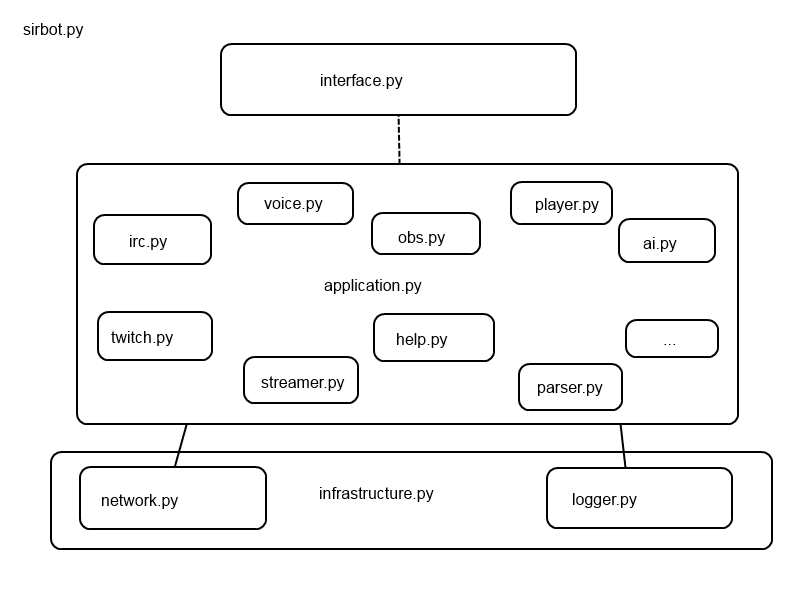 sirbot.py
interface.py
voice.py
player.py
irc.py
obs.py
ai.py
application.py
twitch.py
help.py
...
streamer.py
parser.py
network.py
infrastructure.py
logger.py